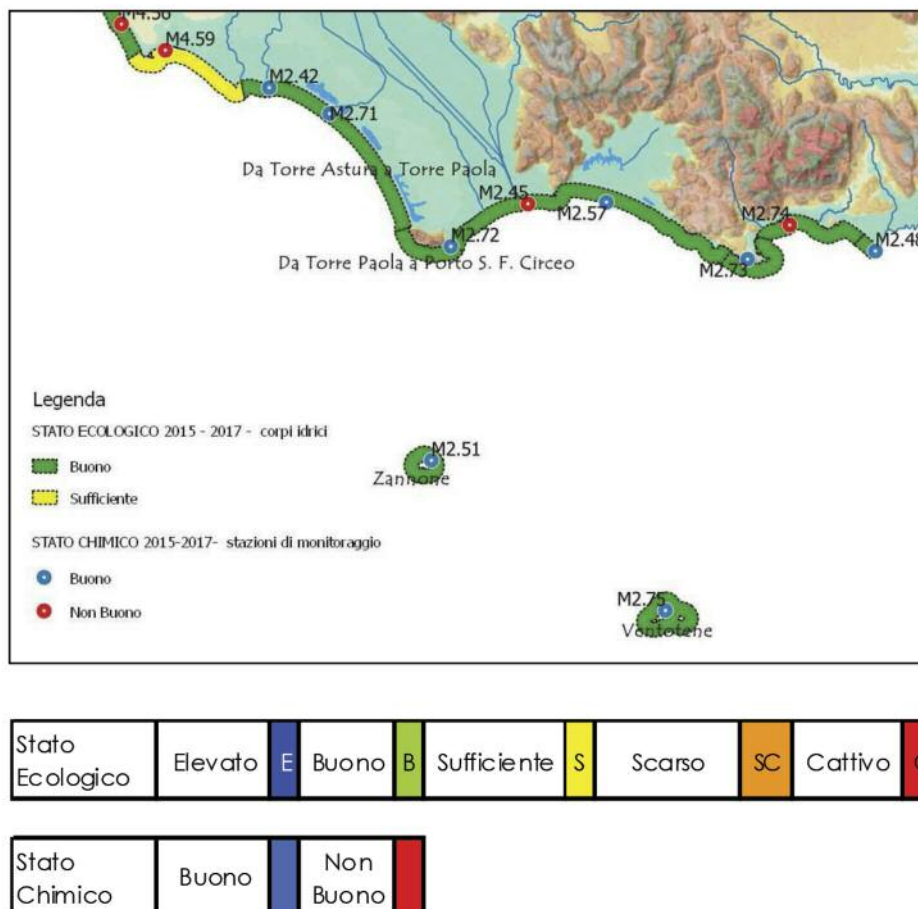 M4.59
M2.42
M2.71
Da Torre Astura a Torre Paola
M2.45
M2.57
M2.74
M2.72
M2.73
M2.48
Da Torre Paola a Porto S. F. Circeo
Legenda
STATO ECOLOGICO 2015 - 2017 - corpi idrici
Buono
Sufficiente
STATO CHIMICO 2015-2017- stazioni di monitoraggio
Buono
Non Buono
M2.51
Zannone
M2.75
Ventotene
Stato
Ecologico
Elevato E Buono B Sufficiente S Scarso SC Cattivo
Stato
Chimico
Buono
Non
Buono